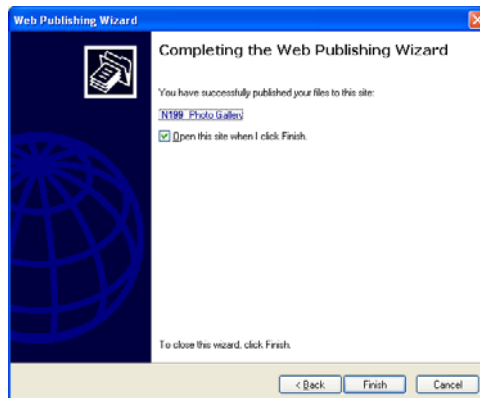 Web Publishing Wizard
Completing the Web Publishing Wizard
You have successfully published your files to this site:
N199 Photo Gallery
Open this site when I click Finish.
To close this wizard, click Finish.
< Back Finish Cancel